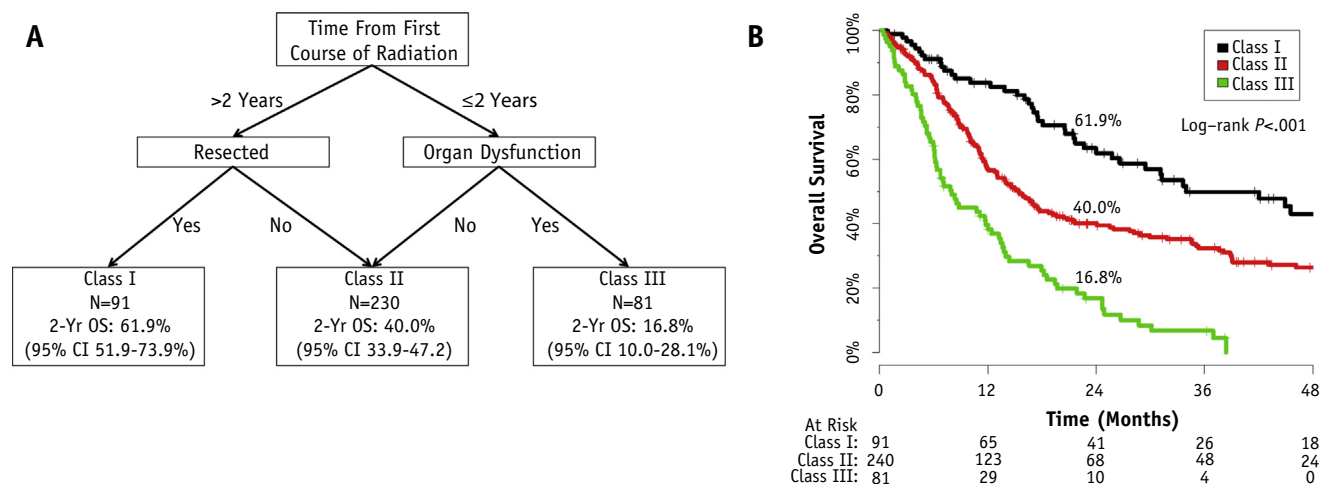 A
Time From First
Course of Radiation
>2 Years
≤2 Years
Resected
Organ Dysfunction
Yes
No
No
Yes
Class I
N=91
2-Yr OS: 61.9%
(95% CI 51.9-73.9%)
Class II
N=230
2-Yr OS: 40.0%
(95% CI 33.9-47.2)
Class III
N=81
2-Yr OS: 16.8%
(95% CI 10.0-28.1%)
B
Overall Survival
100%
80%
60%
40%
20%
0%
Class I
Class II
Class III
Log-rank P<.001
61.9%
40.0%
16.8%
0 12 24 36 48
Time (Months)
At Risk
Class I: 91 65 41 26 18
Class II: 240 123 68 48 24
Class III: 81 29 10 4 0